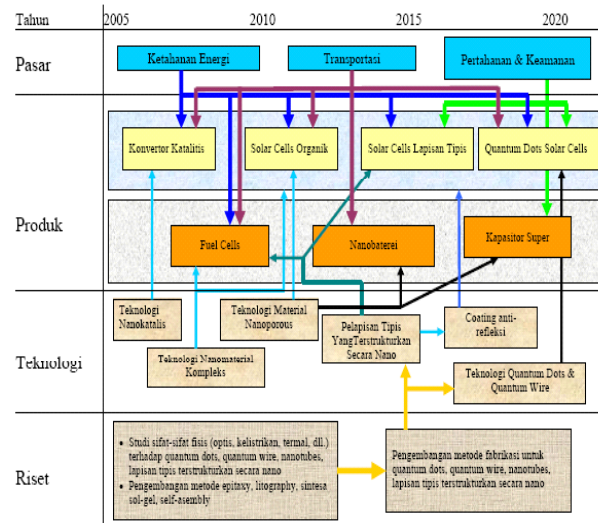 Tahun 2005 2010 2015 2020
Pasar
Ketahanan Energi
Transportasi
Pertahanan & Keamanan
Produk
Konvertor Katalitis
Solar Cells Organik
Solar Cells Lapisan Tipis
Quantum Dots Solar Cells
Fuel Cells
Nanobaterei
Kapasitor Super
Teknologi
Teknologi
Nanokatalis
Teknologi Material
Nanoporous
Pelapisan Tipis
YangTerstrukturkan
Secara Nano
Coating anti-
refleksi
Teknologi Nanomaterial
Kompleks
Teknologi Quantum Dots &
Quantum Wire
Riset
• Studi sifat-sifat fisis (optis, kelistrikan, termal, dll.)
terhadap quantum dots, quantum wire, nanotubes,
lapisan tipis terstrukturkan secara nano
• Pengembangan metode epitaxy, litography, sintesa
sol-gel, self-asembly
Pengembangan metode fabrikasi untuk
quantum dots, quantum wire, nanotubes,
lapisan tipis terstrukturkan secara nano